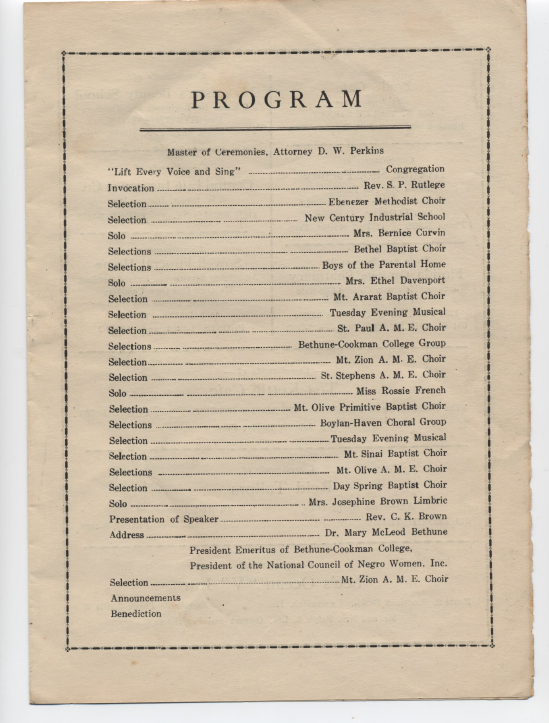 PROGRAM
Master of Ceremonies, Attorney D. W. Perkins
"Lift Every Voice and Sing" ........ Congregation
Invocation ........ Rev. S. P. Rutlege
Selection ........ Ebenezer Methodist Choir
Selection ........ New Century Industrial School
Solo ........ Mrs. Bernice Curvin
Selections ........ Bethel Baptist Choir
Selections ........ Boys of the Parental Home
Solo ........ Mrs. Ethel Davenport
Selection ........ Mt. Ararat Baptist Choir
Selection ........ Tuesday Evening Musical
Selection ........ St. Paul A. M. E. Choir
Selections ........ Bethune-Cookman College Group
Selection ........ Mt. Zion A. M. E. Choir
Selection ........ St. Stephens A. M. E. Choir
Solo ........ Miss Rossie French
Selection ........ Mt. Olive Primitive Baptist Choir
Selections ........ Boylan-Haven Choral Group
Selection ........ Tuesday Evening Musical
Selection ........ Mt. Sinai Baptist Choir
Selections ........ Mt. Olive A. M. E. Choir
Selection ........ Day Spring Baptist Choir
Solo ........ Mrs. Josephine Brown Limbric
Presentation of Speaker ........ Rev. C. K. Brown
Address ........ Dr. Mary McLeod Bethune
President Emeritus of Bethune-Cookman College,
President of the National Council of Negro Women, Inc.
Selection ........ Mt. Zion A. M. E. Choir
Announcements
Benediction